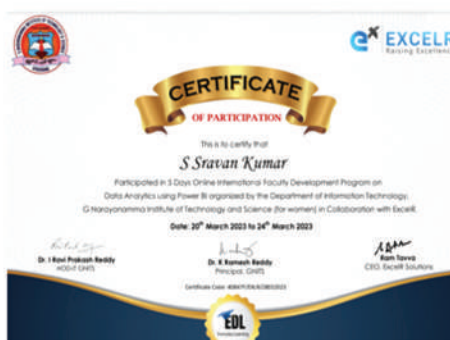 EXCELR
Raising Excellence
CERTIFICATE
OF PARTICIPATION
This is to certify that
S Sravan Kumar
Participated in 5 Days Online International Faculty Development Program on
Data Analytics using Power BI organized by the Department of Information Technology,
G Narayanamma Institute of Technology and Science (for women) in Collaboration with ExcelR.
Date: 20th March 2023 to 24th March 2023
Dr. I Ravi Prakash Reddy
HOD-IT GNITS
Dr. K Ramesh Reddy
Principal, GNITS
Ram Tavva
CEO, ExcelR Solutions
Certificate Code:
EDL